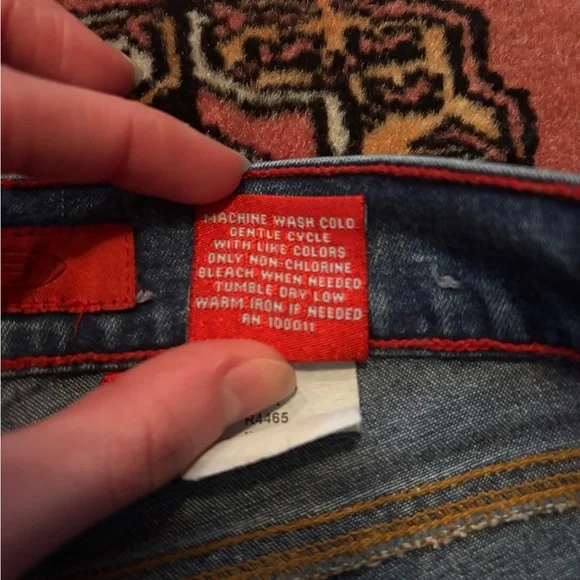 MACHINE WASH COLD
GENTLE CYCLE
WITH LIKE COLORS
ONLY NON-CHLORINE
BLEACH WHEN NEEDED
TUMBLE DRY LOW
WARM IRON IF NEEDED
RN 100011
R4465